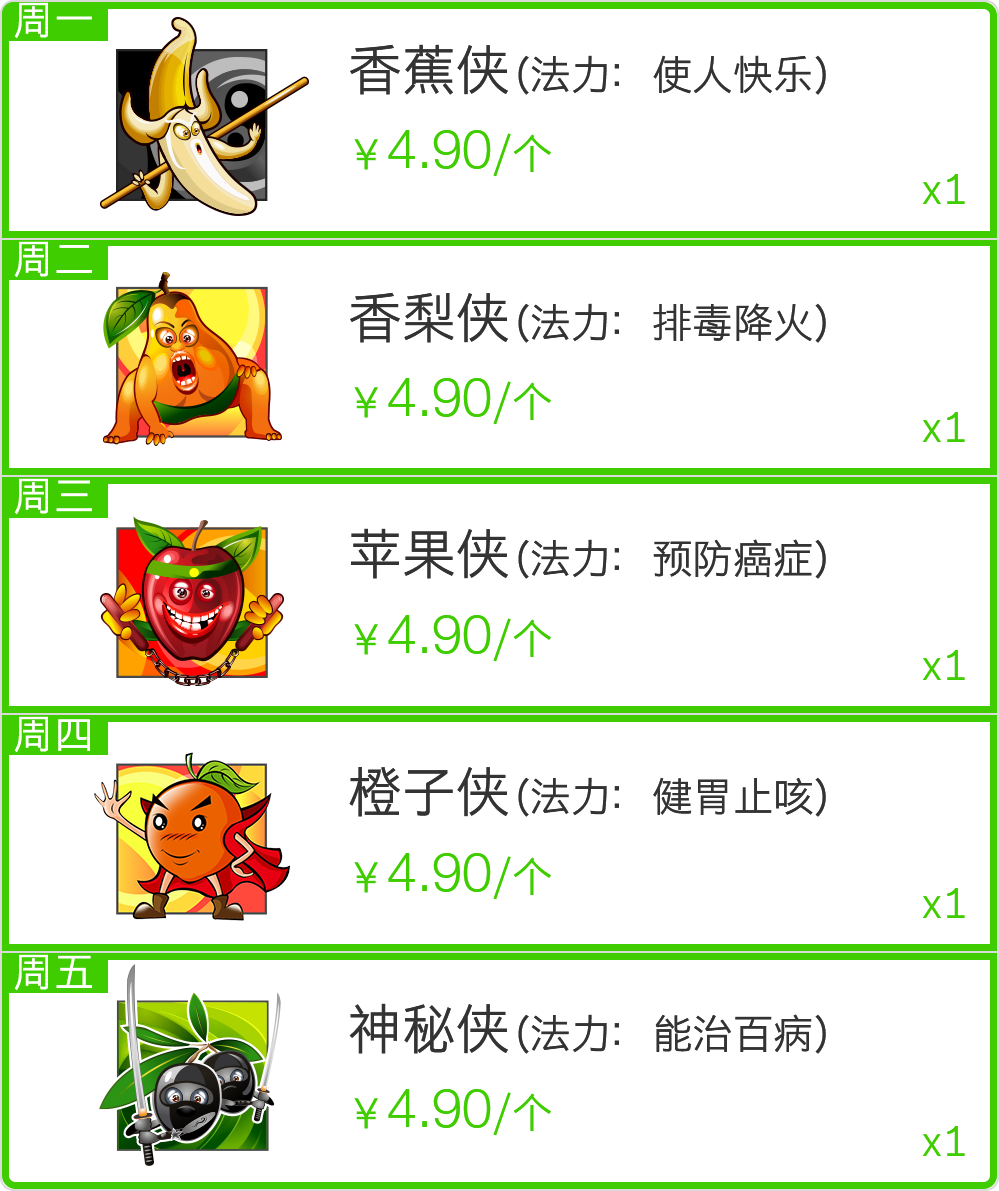 周一
香蕉侠(法力: 使人快乐)
￥4.90/个
x1
周二
香梨侠(法力: 排毒降火)
￥4.90/个
x1
周三
苹果侠(法力: 预防癌症)
￥4.90/个
x1
周四
橙子侠(法力: 健胃止咳)
￥4.90/个
x1
周五
神秘侠(法力: 能治百病)
￥4.90/个
x1